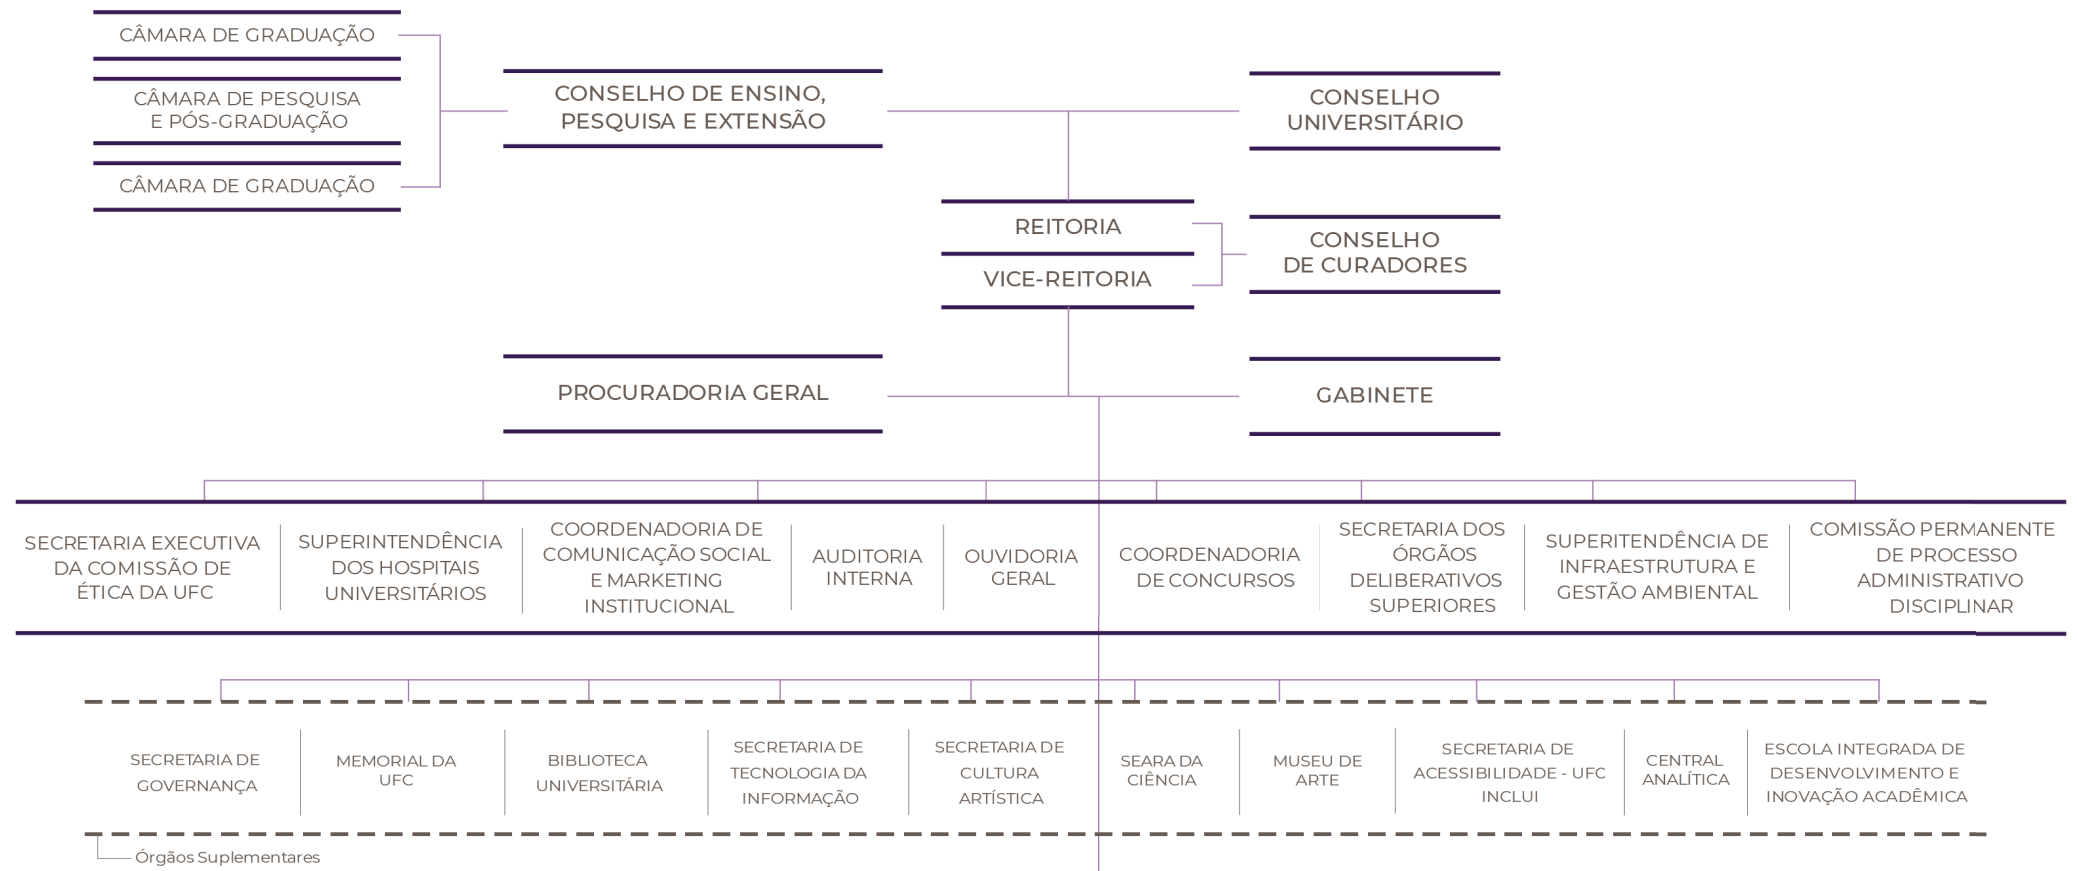 CÂMARA DE GRADUAÇÃO
CÂMARA DE PESQUISA
E PÓS-GRADUAÇÃO
CÂMARA DE GRADUAÇÃO
CONSELHO DE ENSINO,
PESQUISA E EXTENSÃO
CONSELHO
UNIVERSITÁRIO
REITORIA
VICE-REITORIA
CONSELHO
DE CURADORES
PROCURADORIA GERAL
GABINETE
SECRETARIA EXECUTIVA
DA COMISSÃO DE
ÉTICA DA UFC
SUPERINTENDÊNCIA
DOS HOSPITAIS
UNIVERSITÁRIOS
COORDENADORIA DE
COMUNICAÇÃO SOCIAL
E MARKETING
INSTITUCIONAL
AUDITORIA
INTERNA
OUVIDORIA
GERAL
COORDENADORIA
DE CONCURSOS
SECRETARIA DOS
ÓRGÃOS
DELIBERATIVOS
SUPERIORES
SUPERITENDÊNCIA DE
INFRAESTRUTURA E
GESTÃO AMBIENTAL
COMISSÃO PERMANENTE
DE PROCESSO
ADMINISTRATIVO
DISCIPLINAR
SECRETARIA DE
GOVERNANÇA
MEMORIAL DA
UFC
BIBLIOTECA
UNIVERSITÁRIA
SECRETARIA DE
TECNOLOGIA DA
INFORMAÇÃO
SECRETARIA DE
CULTURA
ARTÍSTICA
SEARA DA
CIÊNCIA
MUSEU DE
ARTE
SECRETARIA DE
ACESSIBILIDADE - UFC
INCLUI
CENTRAL
ANALÍTICA
ESCOLA INTEGRADA DE
DESENVOLVIMENTO E
INOVAÇÃO ACADÊMICA
Órgãos Suplementares